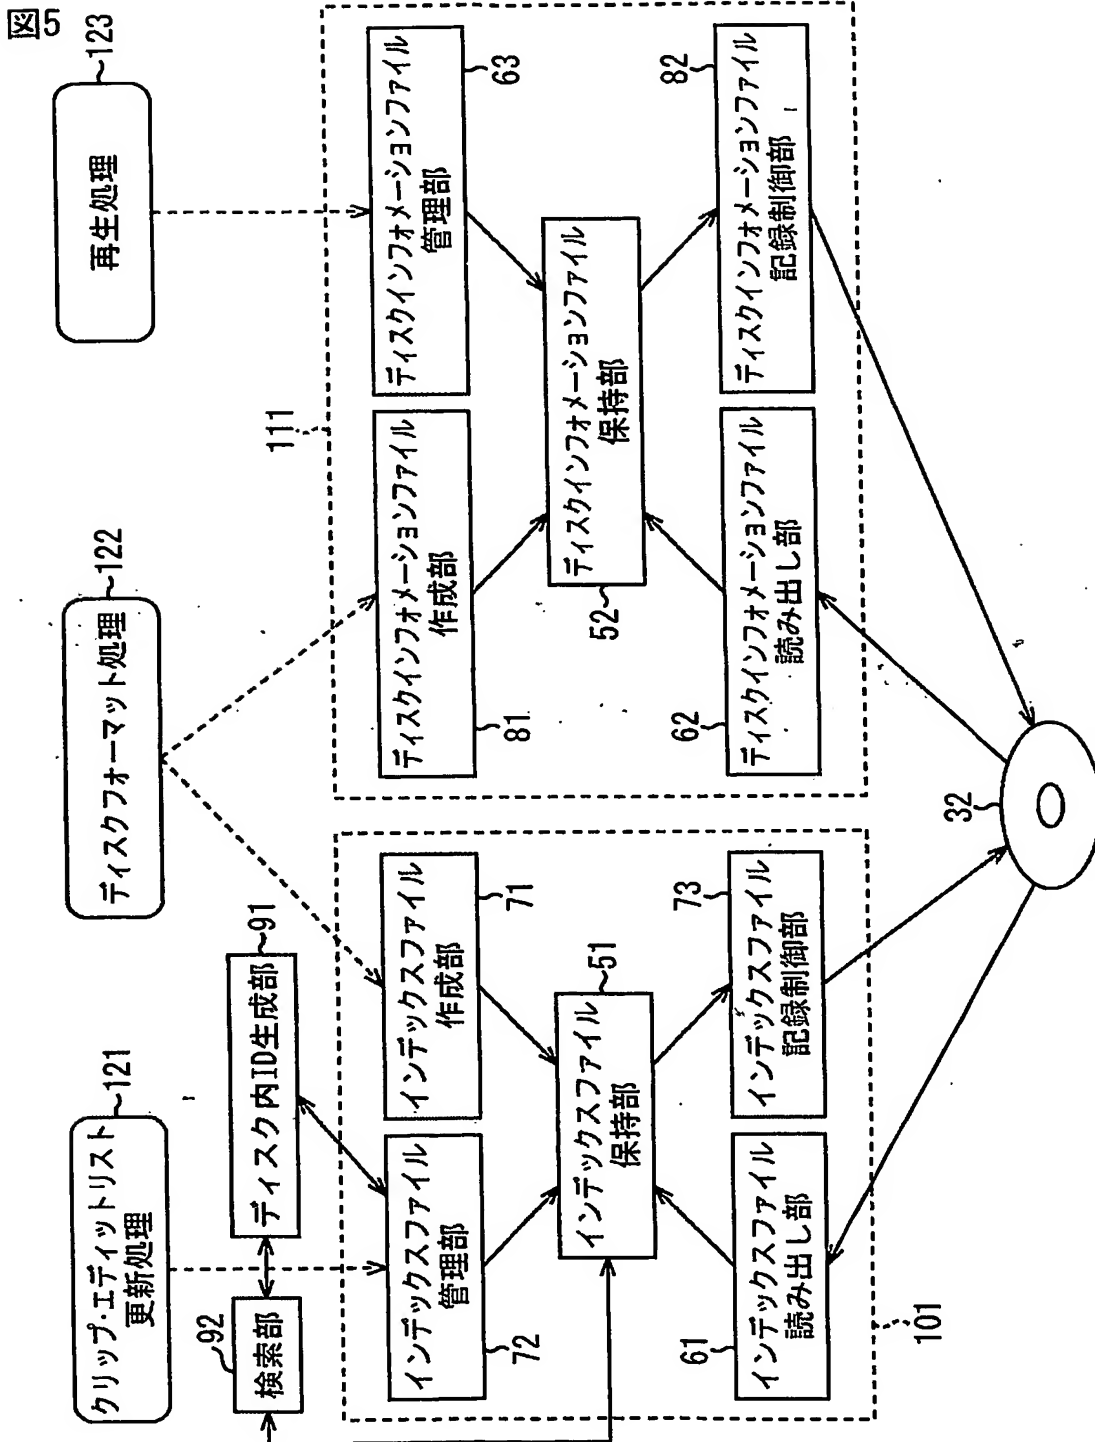 図5
クリップ・エディットリスト
更新処理
121
ディスクフォーマット処理
122
再生処理
123
検索部
92
ディスク内ID生成部
91
インデックスファイル
管理部
72
インデックスファイル
作成部
71
インデックスファイル
保持部
51
インデックスファイル
読み出し部
61
インデックスファイル
記録制御部
73
101
ディスクインフォメーションファイル
作成部
81
ディスクインフォメーションファイル
管理部
63
ディスクインフォメーションファイル
保持部
52
ディスクインフォメーションファイル
読み出し部
62
ディスクインフォメーションファイル
記録制御部
82
111
32